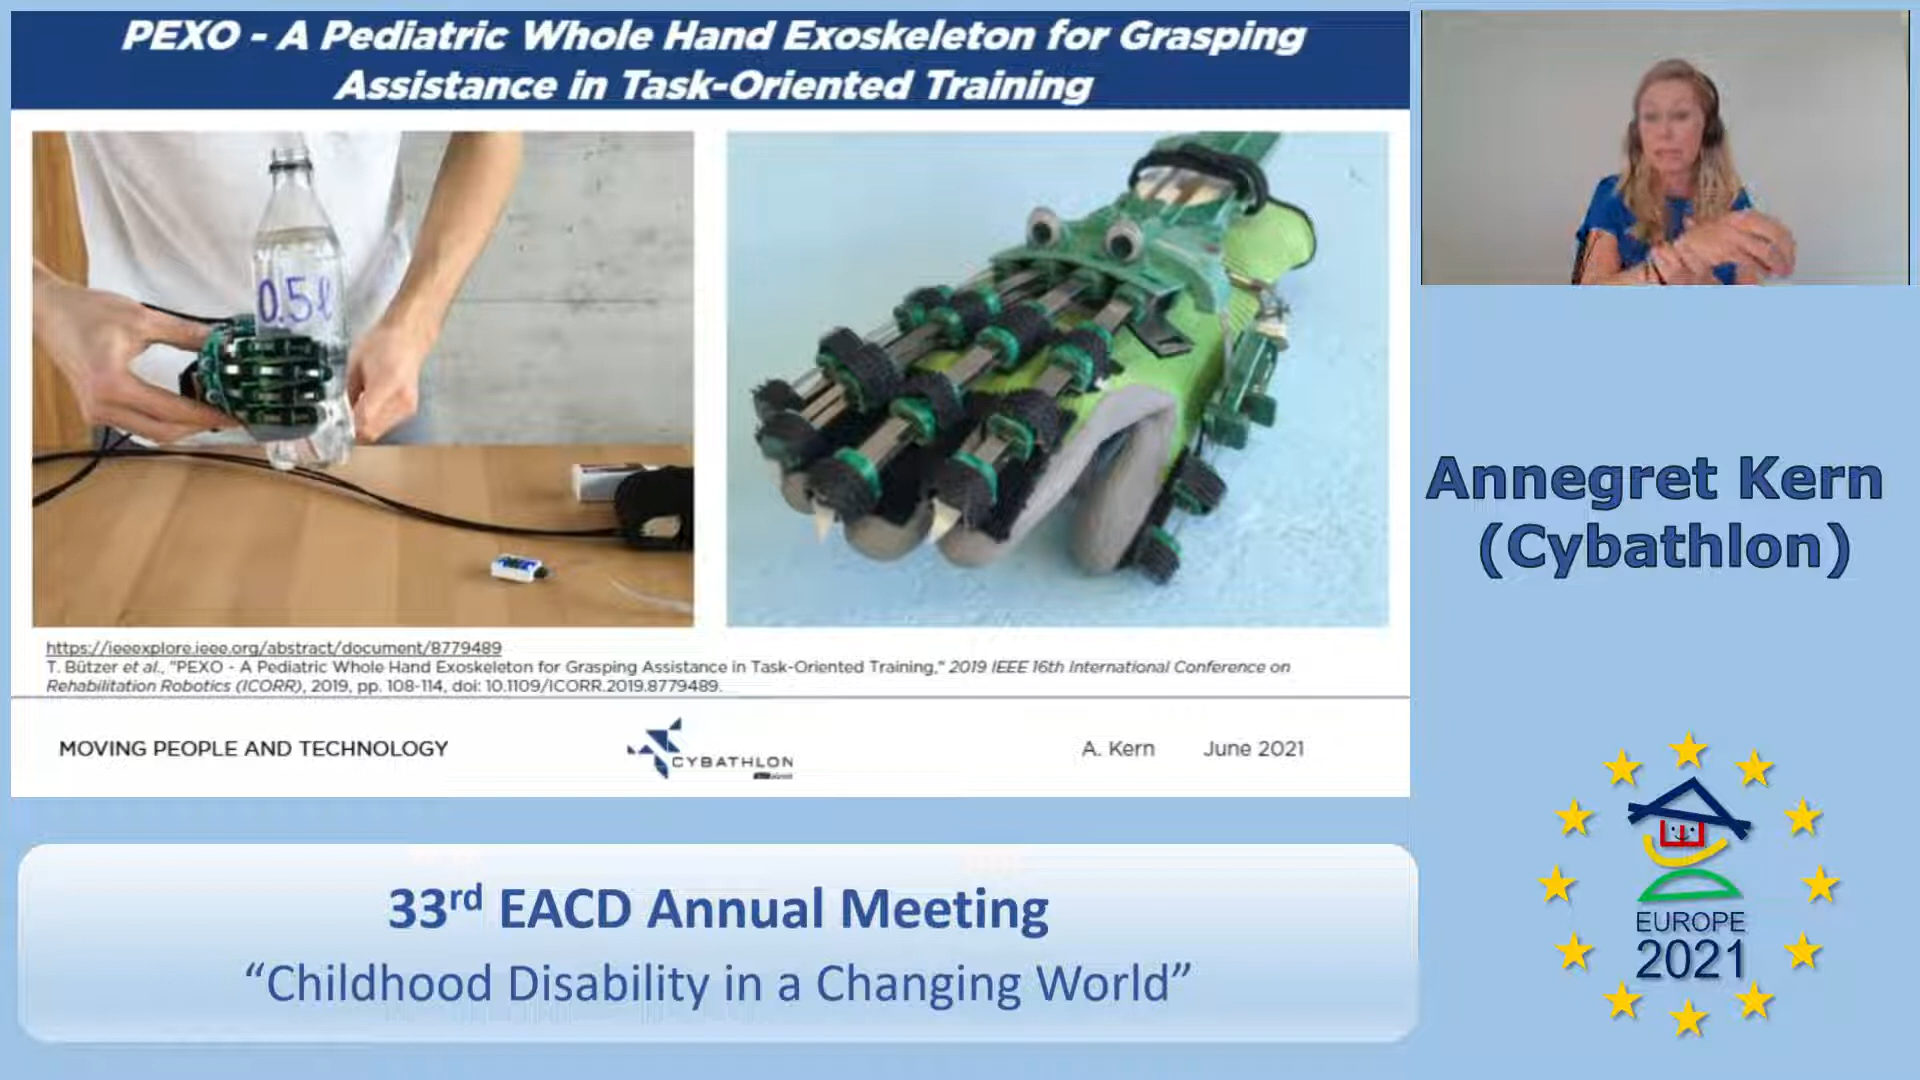 PEXO - A Pediatric Whole Hand Exoskeleton for Grasping
Assistance in Task-Oriented Training
0.5ℓ
https://ieeexplore.ieee.org/abstract/document/8779489
T. Bützer et al., "PEXO - A Pediatric Whole Hand Exoskeleton for Grasping Assistance in Task-Oriented Training," 2019 IEEE 16th International Conference on
Rehabilitation Robotics (ICORR), 2019, pp. 108-114, doi: 10.1109/ICORR.2019.8779489.
MOVING PEOPLE AND TECHNOLOGY
CYBATHLON
A. Kern June 2021
Annegret Kern
(Cybathlon)
33rd EACD Annual Meeting
“Childhood Disability in a Changing World”
EUROPE
2021